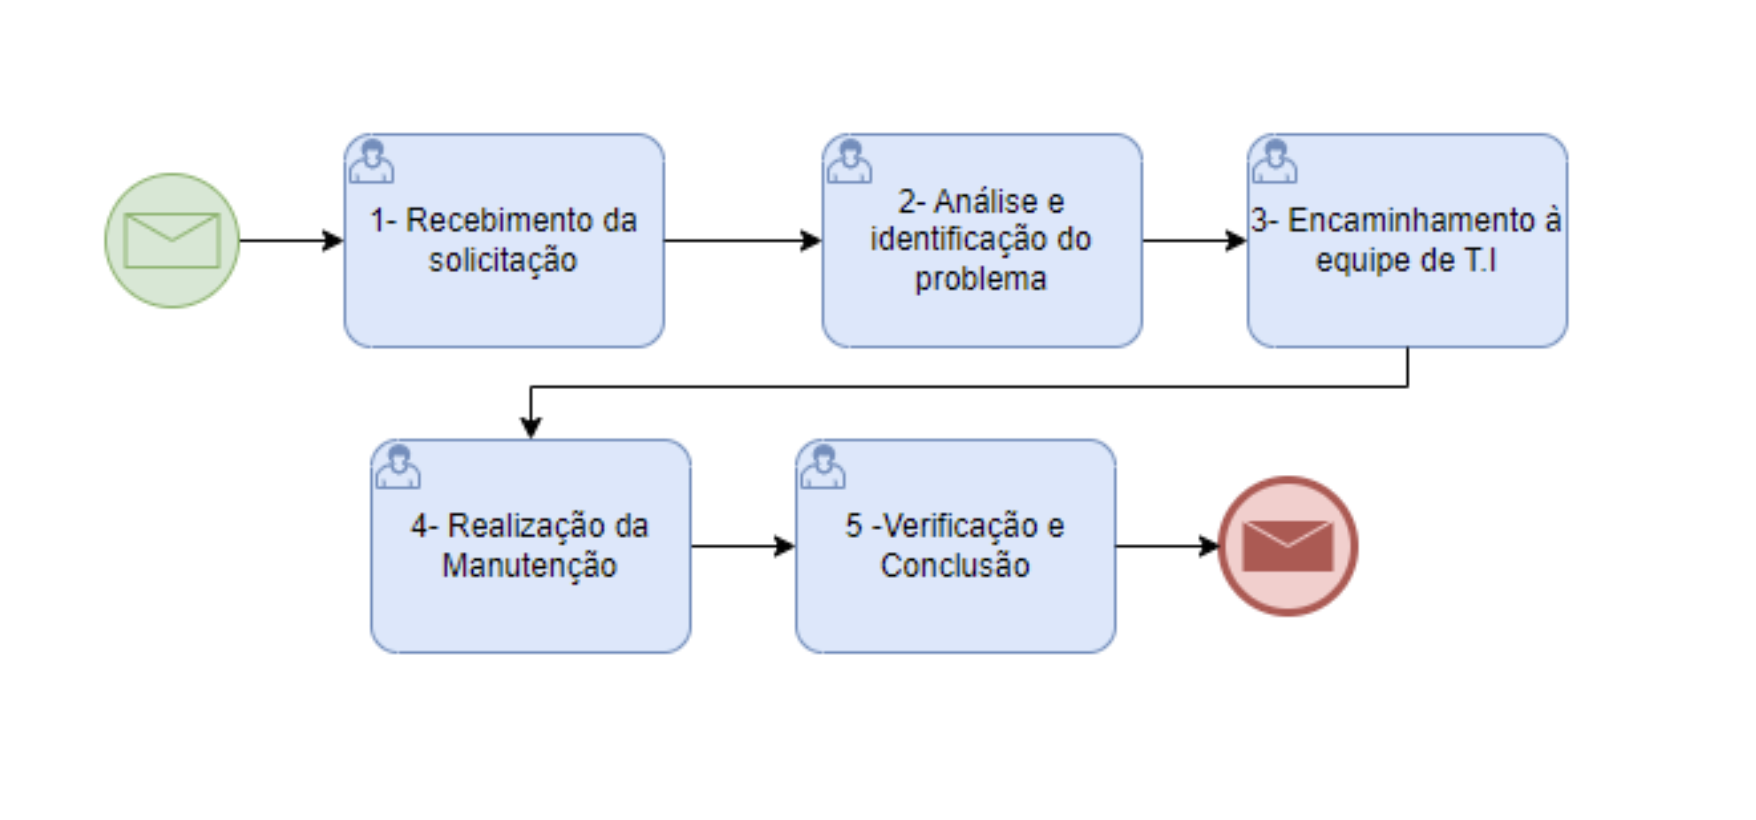 1- Recebimento da
solicitação
2- Análise e
identificação do
problema
3- Encaminhamento à
equipe de T.I
4- Realização da
Manutenção
5 -Verificação e
Conclusão